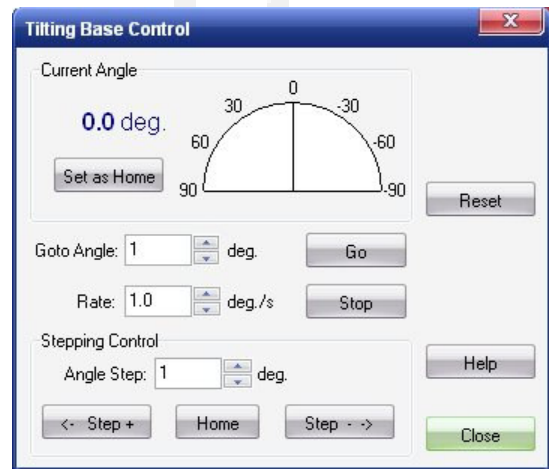 Tilting Base Control
Current Angle
0.0 deg.
Set as Home
90
60
30
0
-30
-60
-90
Reset
Goto Angle: 1 deg. Go
Rate: 1.0 deg./s Stop
Stepping Control
Angle Step: 1 deg.
Help
<- Step + Home Step - ->
Close